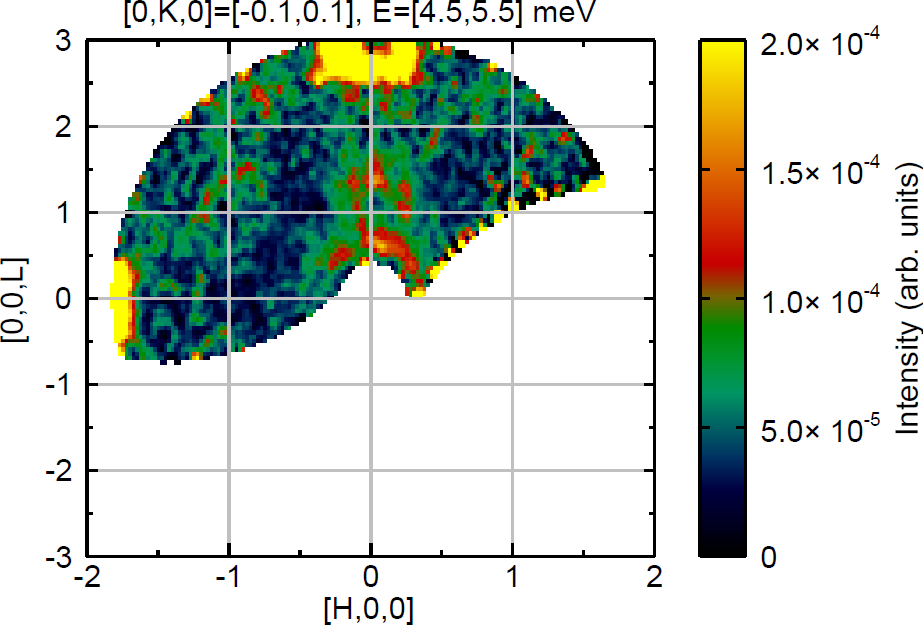 [0,K,0]=[-0.1,0.1], E=[4.5,5.5] meV
3
2
1
0
-1
-2
-3
-2 -1 0 1 2
[H,0,0]
[0,0,L]
2.0× 10-4
1.5× 10-4
1.0× 10-4
5.0× 10-5
0
Intensity (arb. units)